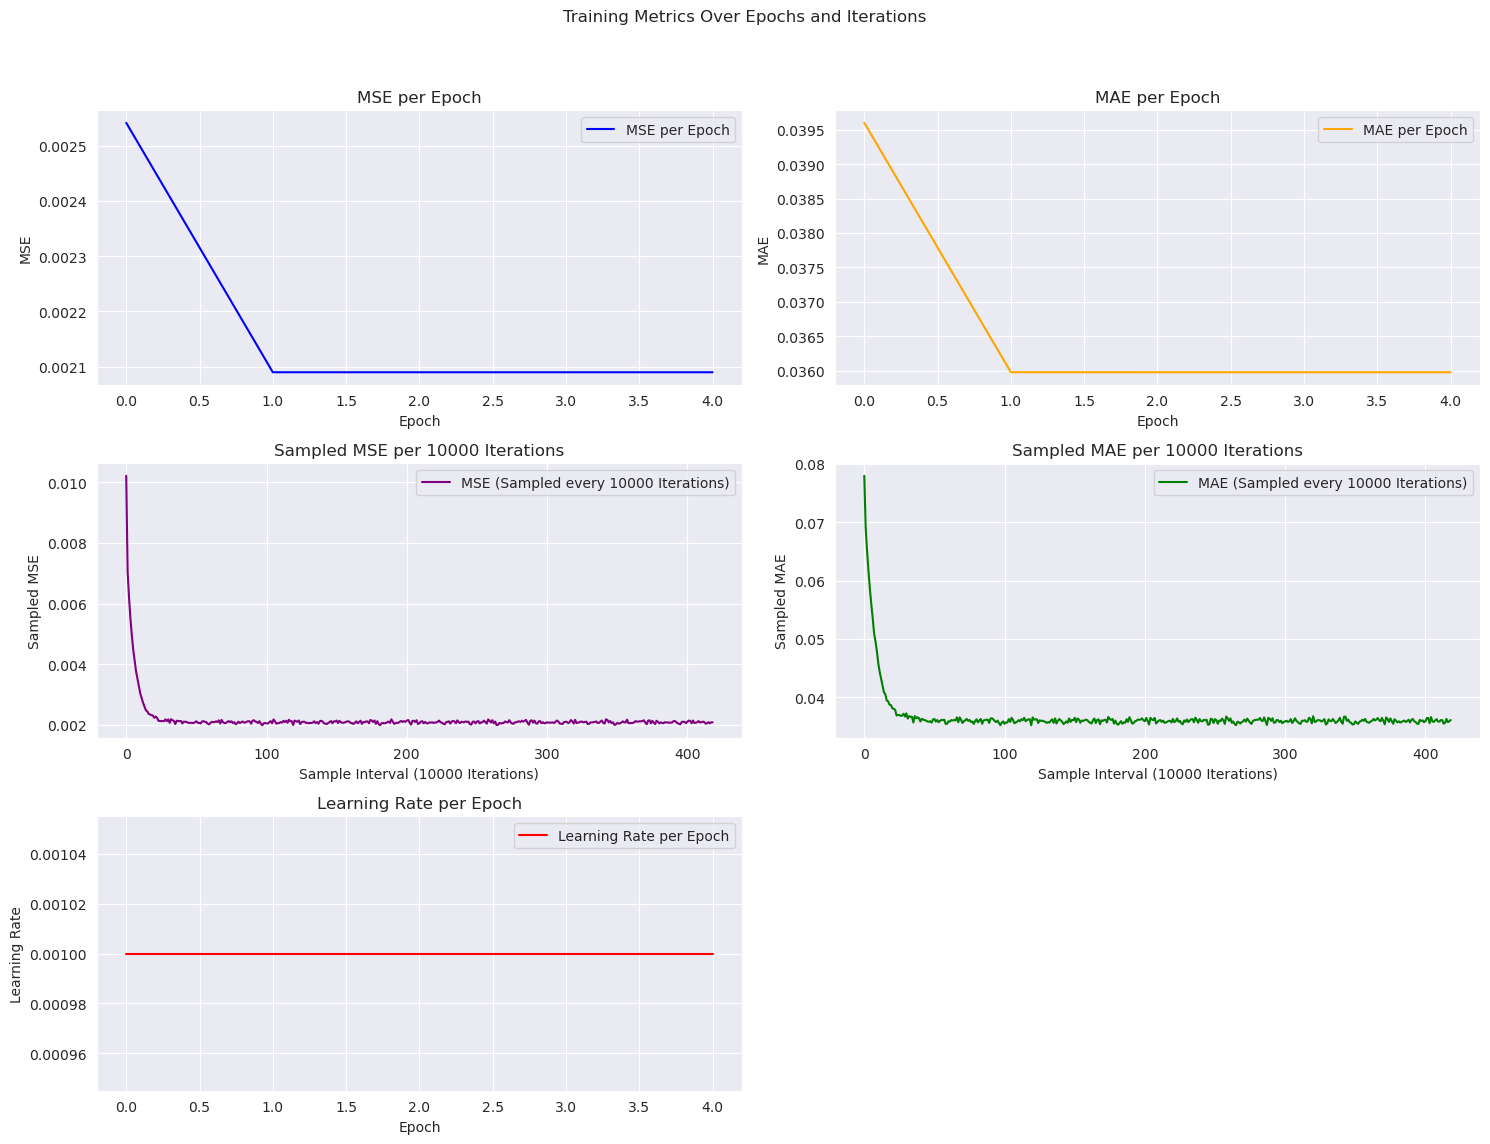 Training Metrics Over Epochs and Iterations
MSE per Epoch
MSE per Epoch
MSE
0.0025
0.0024
0.0023
0.0022
0.0021
0.0 0.5 1.0 1.5 2.0 2.5 3.0 3.5 4.0
Epoch
MAE per Epoch
MAE per Epoch
MAE
0.0395
0.0390
0.0385
0.0380
0.0375
0.0370
0.0365
0.0360
0.0 0.5 1.0 1.5 2.0 2.5 3.0 3.5 4.0
Epoch
Sampled MSE per 10000 Iterations
MSE (Sampled every 10000 Iterations)
Sampled MSE
0.010
0.008
0.006
0.004
0.002
0 100 200 300 400
Sample Interval (10000 Iterations)
Sampled MAE per 10000 Iterations
MAE (Sampled every 10000 Iterations)
Sampled MAE
0.08
0.07
0.06
0.05
0.04
0 100 200 300 400
Sample Interval (10000 Iterations)
Learning Rate per Epoch
Learning Rate per Epoch
Learning Rate
0.00104
0.00102
0.00100
0.00098
0.00096
0.0 0.5 1.0 1.5 2.0 2.5 3.0 3.5 4.0
Epoch